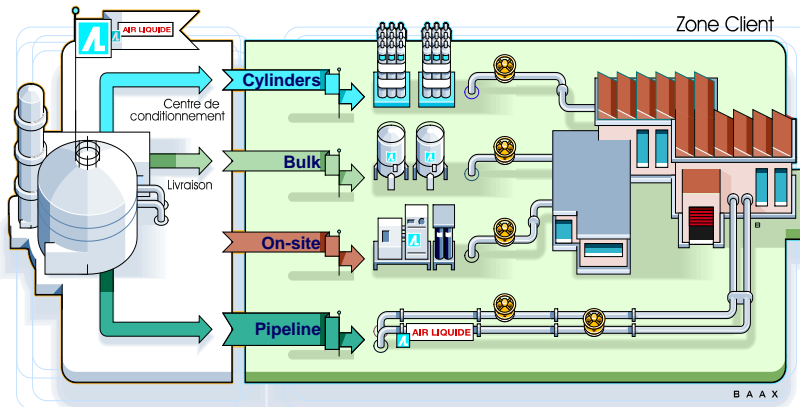 Zone Client
AIR LIQUIDE
Centre de
conditionnement
Livraison
Cylinders
Bulk
On-site
Pipeline
AIR LIQUIDE
B
B A A X